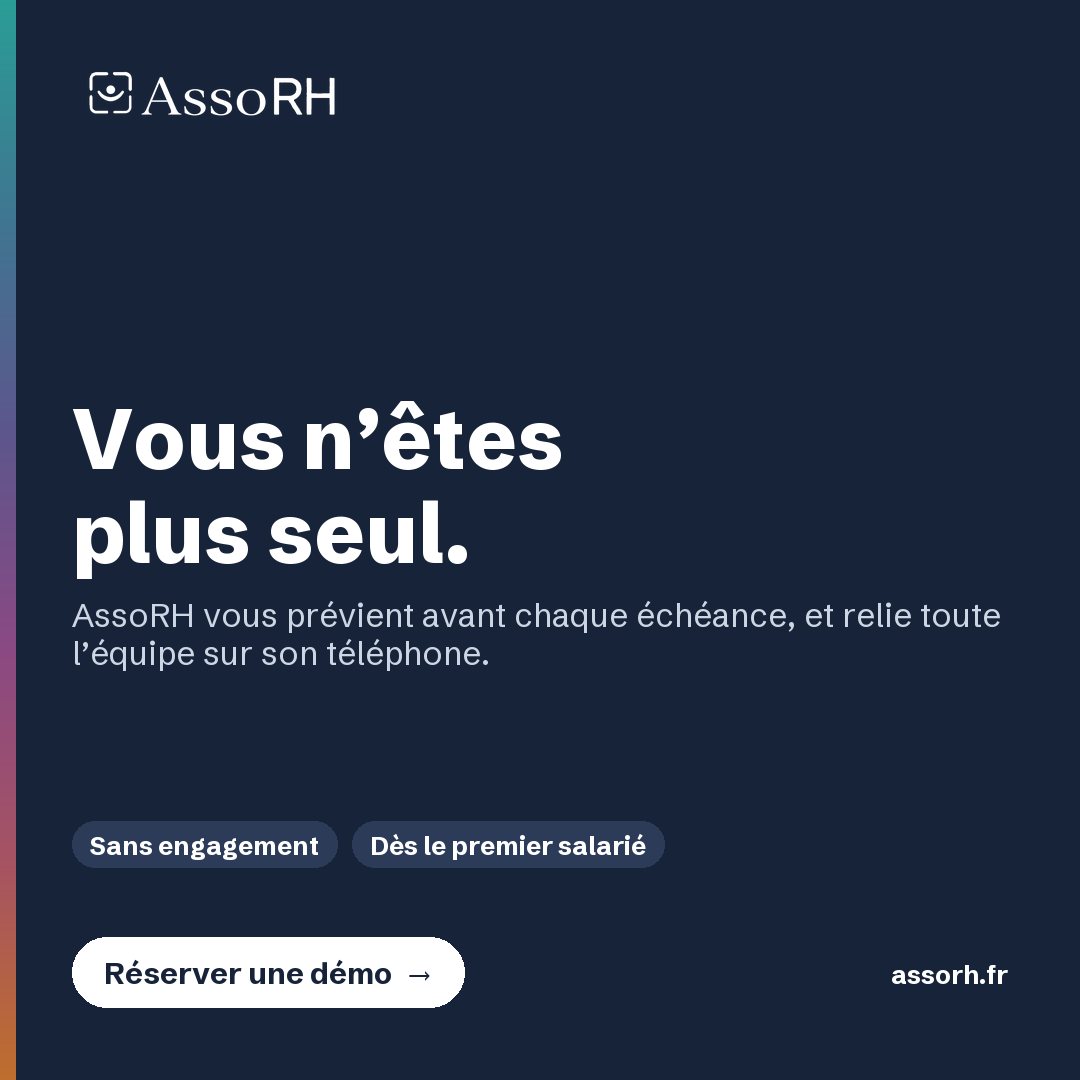 AssoRH
Vous n’êtes
plus seul.
AssoRH vous prévient avant chaque échéance, et relie toute
l’équipe sur son téléphone.
Sans engagement
Dès le premier salarié
Réserver une démo →
assorh.fr